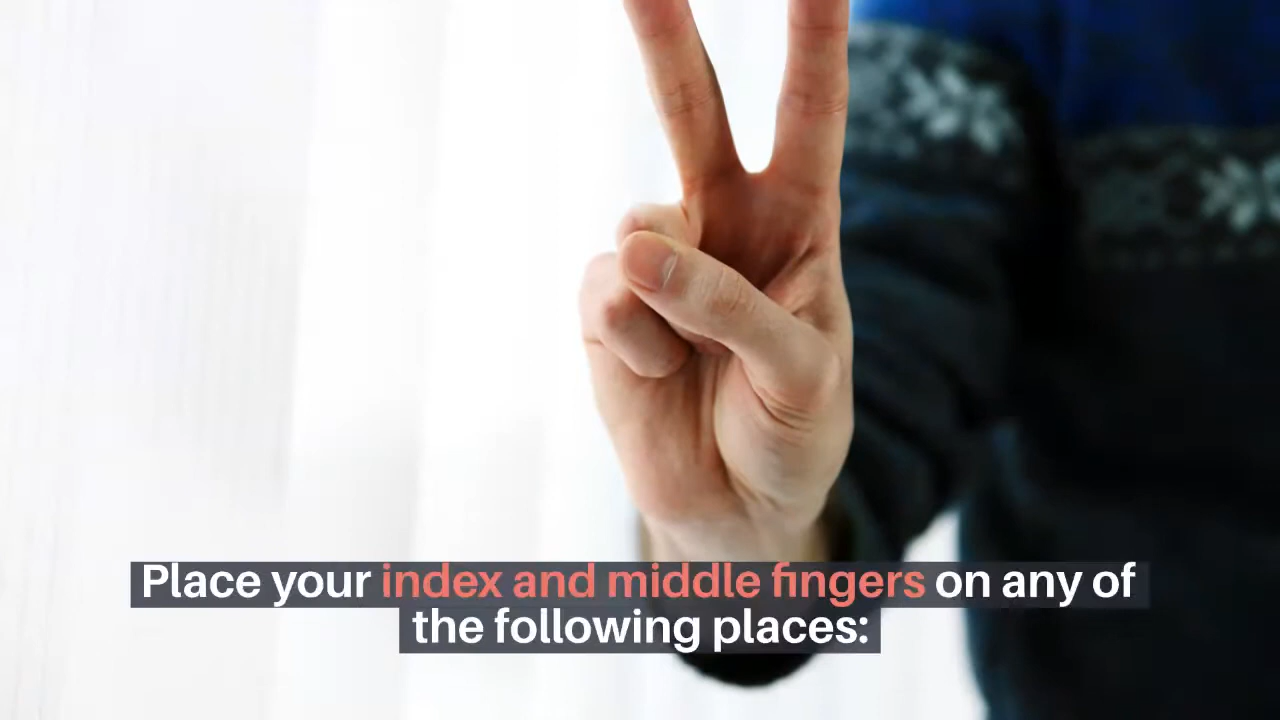 Place your index and middle fingers on any of
the following places: